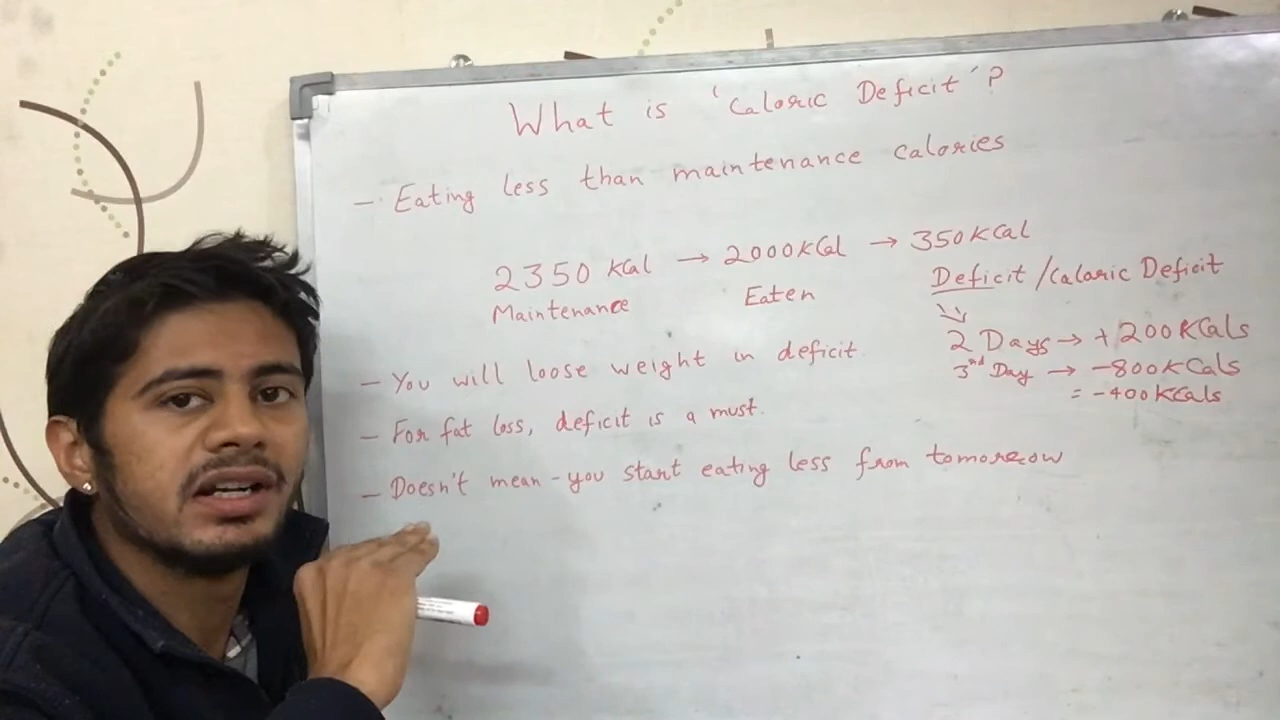 What is 'Caloric Deficit'?
- Eating less than maintenance calories
2350 Kcal → 2000KCal → 350KCal
Maintenance Eaten Deficit/Caloric Deficit
2 Days → +200KCals
3rd Day → -800KCals
= -400KCals
- You will loose weight in deficit.
- For fat loss, deficit is a must.
- Doesn't mean - you start eating less from tomorrow